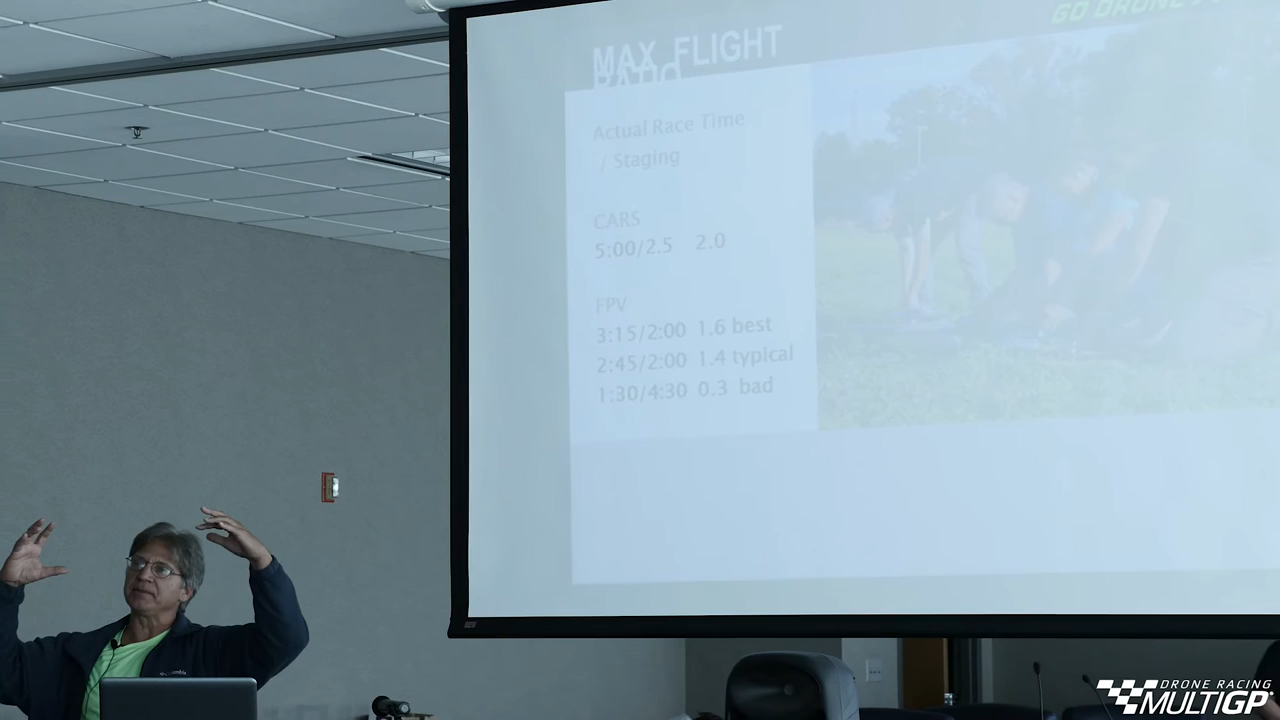 GO DRONE
MAX FLIGHT
RATIO
Actual Race Time
/ Staging
CARS
5:00/2.5 2.0
FPV
3:15/2:00 1.6 best
2:45/2:00 1.4 typical
1:30/4:30 0.3 bad
DRONE RACING
MULTIGP